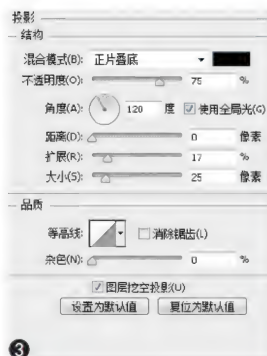 投影
结构
混合模式(B): 正片叠底
不透明度(O): 75 %
角度(A): 120 度 使用全局光(G)
距离(D): 0 像素
扩展(R): 17 %
大小(S): 25 像素
品质
等高线: 消除锯齿(L)
杂色(N): 0 %
图层挖空投影(U)
设置为默认值 复位为默认值
3